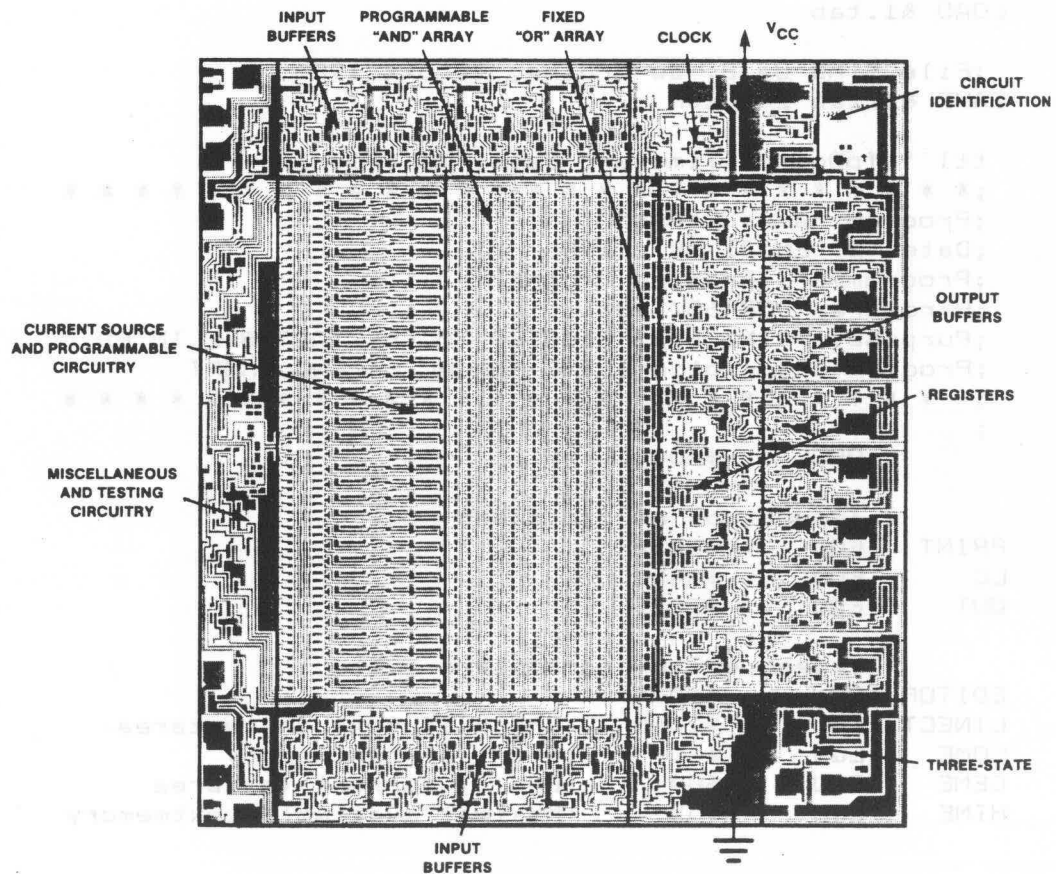 INPUT
BUFFERS
PROGRAMMABLE
“AND” ARRAY
FIXED
“OR” ARRAY
CLOCK
VCC
CIRCUIT
IDENTIFICATION
CURRENT SOURCE
AND PROGRAMMABLE
CIRCUITRY
OUTPUT
BUFFERS
REGISTERS
MISCELLANEOUS
AND TESTING
CIRCUITRY
THREE-STATE
INPUT
BUFFERS